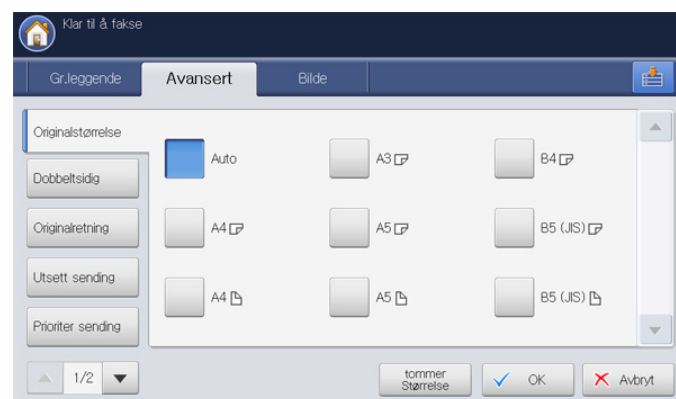 Klar til å fakse
Gr.leggende
Avansert
Bilde
Originalstørrelse
Auto
A3
B4
Dobbeltsidig
Originalretning
A4
A5
B5 (JIS)
Utsett sending
A4
A5
B5 (JIS)
Prioriter sending
1/2
tommer
Størrelse
OK
Avbryt